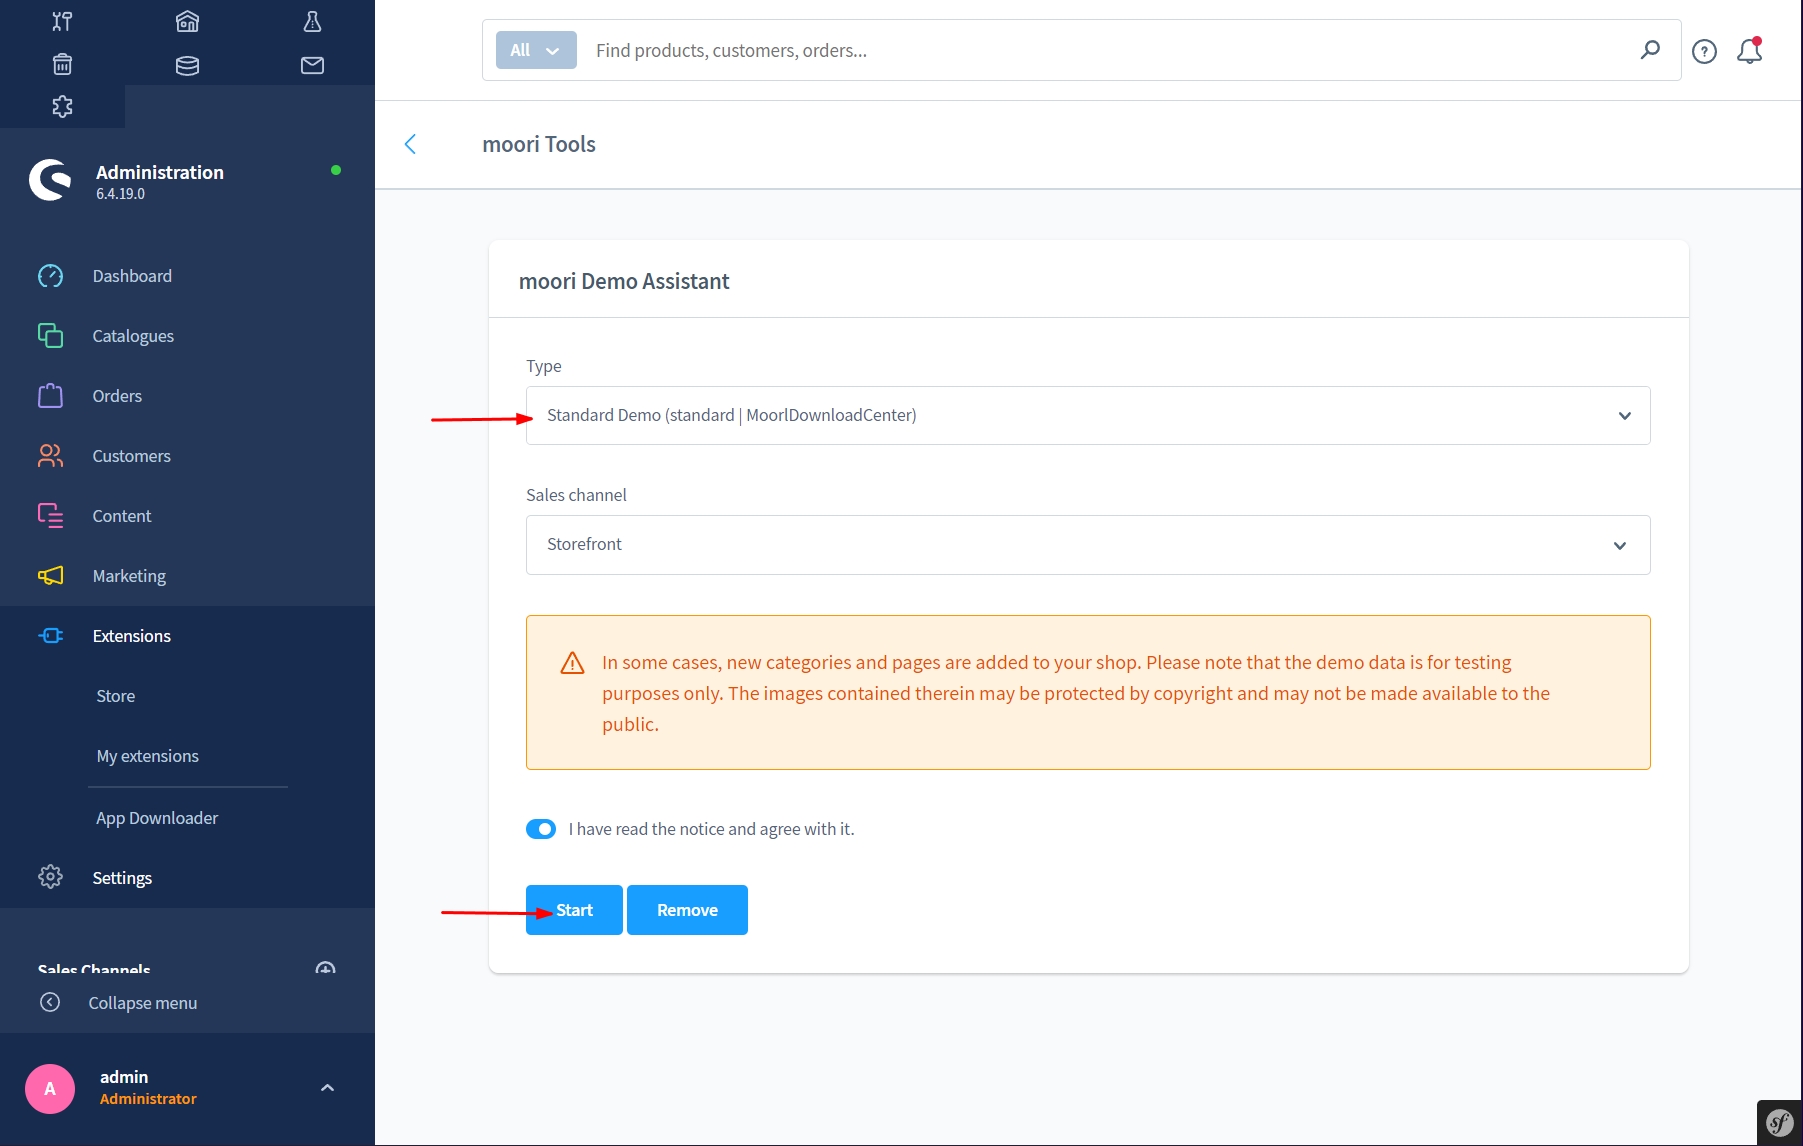 All
Find products, customers, orders...
moori Tools
Administration
6.4.19.0
Dashboard
Catalogues
Orders
Customers
Content
Marketing
Extensions
Store
My extensions
App Downloader
Settings
Sales Channels
Collapse menu
A
admin
Administrator
moori Demo Assistant
Type
Standard Demo (standard | MoorlDownloadCenter)
Sales channel
Storefront
In some cases, new categories and pages are added to your shop. Please note that the demo data is for testing
purposes only. The images contained therein may be protected by copyright and may not be made available to the
public.
I have read the notice and agree with it.
Start
Remove
sf